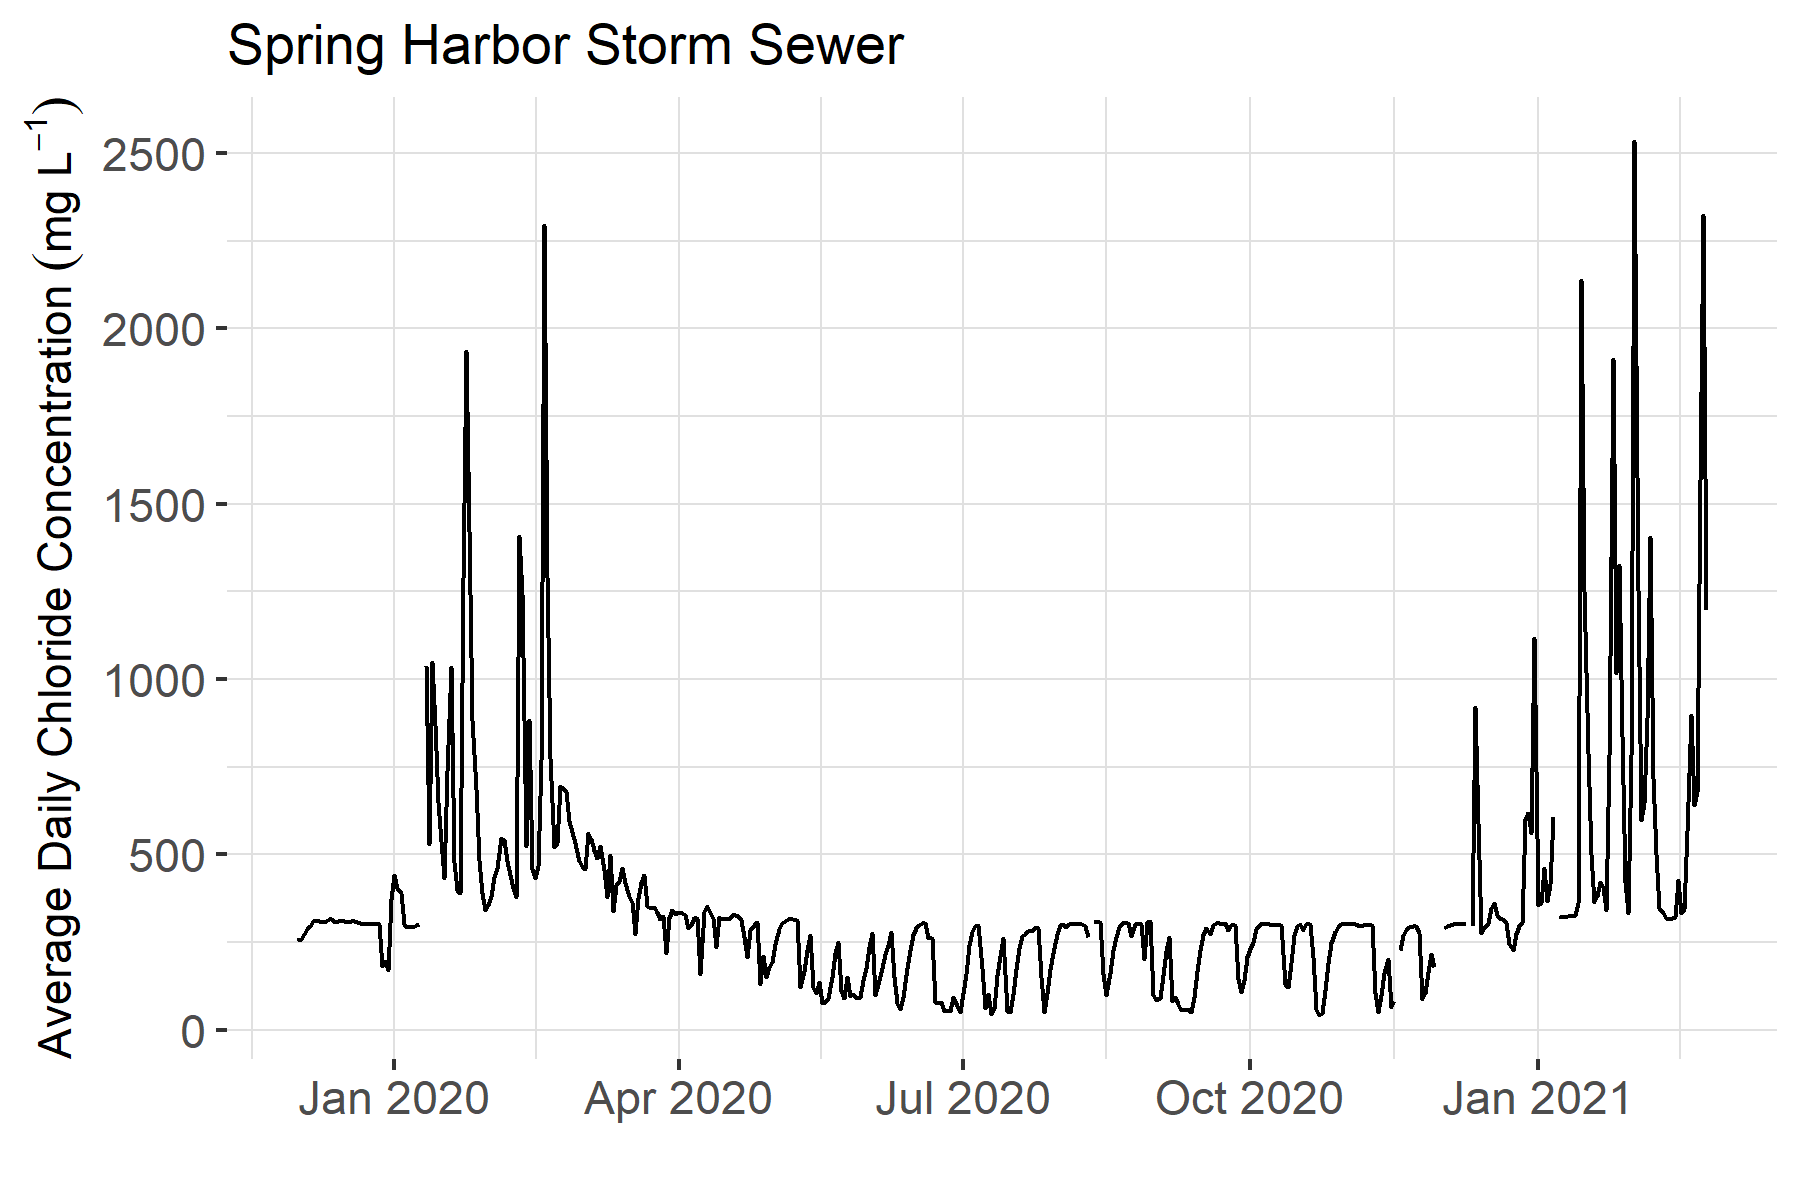 Spring Harbor Storm Sewer
Average Daily Chloride Concentration (mg L⁻¹)
2500
2000
1500
1000
500
0
Jan 2020 Apr 2020 Jul 2020 Oct 2020 Jan 2021